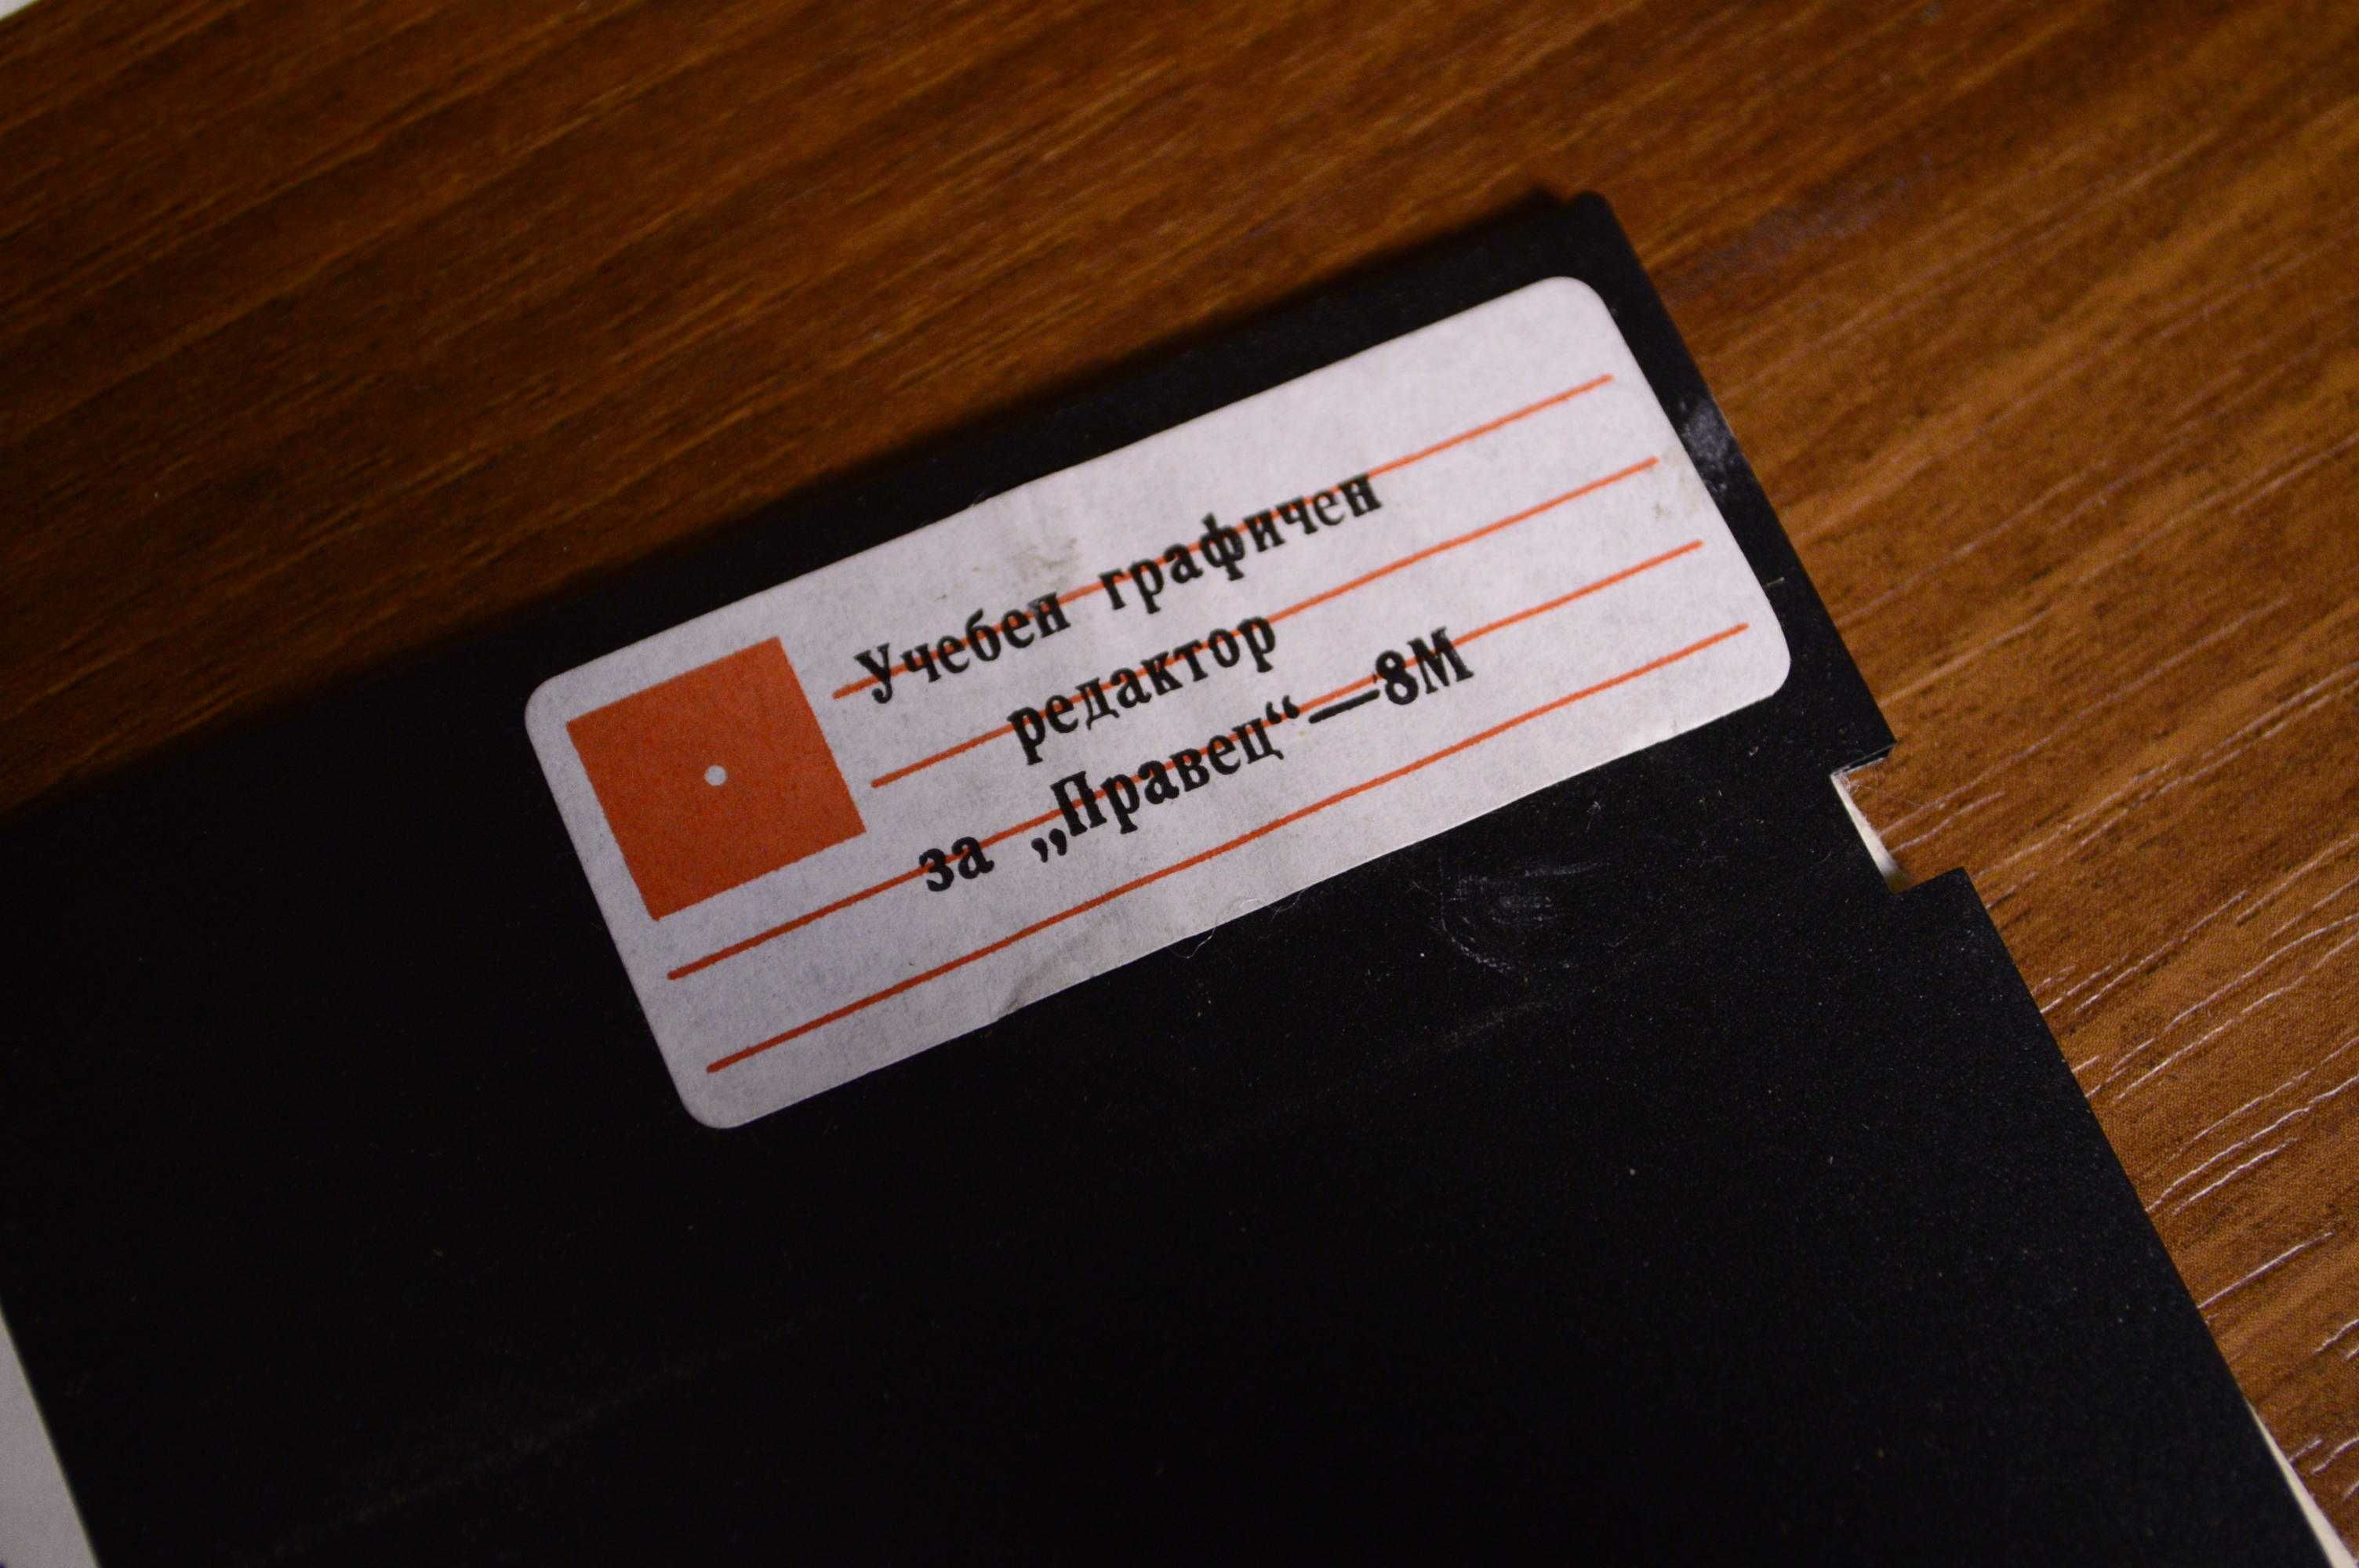 Учебен графичен
редактор
за „Правец“—8М